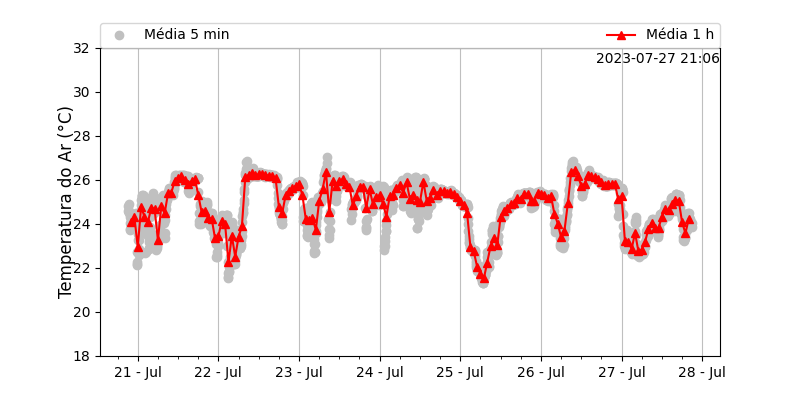 Média 5 min
Média 1 h
2023-07-27 21:06
Temperatura do Ar (°C)
32
30
28
26
24
22
20
18
21 - Jul
22 - Jul
23 - Jul
24 - Jul
25 - Jul
26 - Jul
27 - Jul
28 - Jul